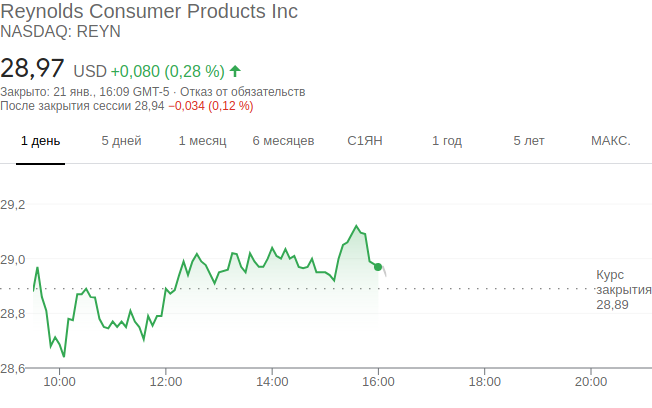 Reynolds Consumer Products Inc
NASDAQ: REYN
28,97 USD +0,080 (0,28 %)
Закрыто: 21 янв., 16:09 GMT-5 · Отказ от обязательств
После закрытия сессии 28,94 −0,034 (0,12 %)
1 день 5 дней 1 месяц 6 месяцев С1ЯН 1 год 5 лет МАКС.
29,2
29,0
Курс
закрытия
28,89
28,8
28,6
10:00 12:00 14:00 16:00 18:00 20:00